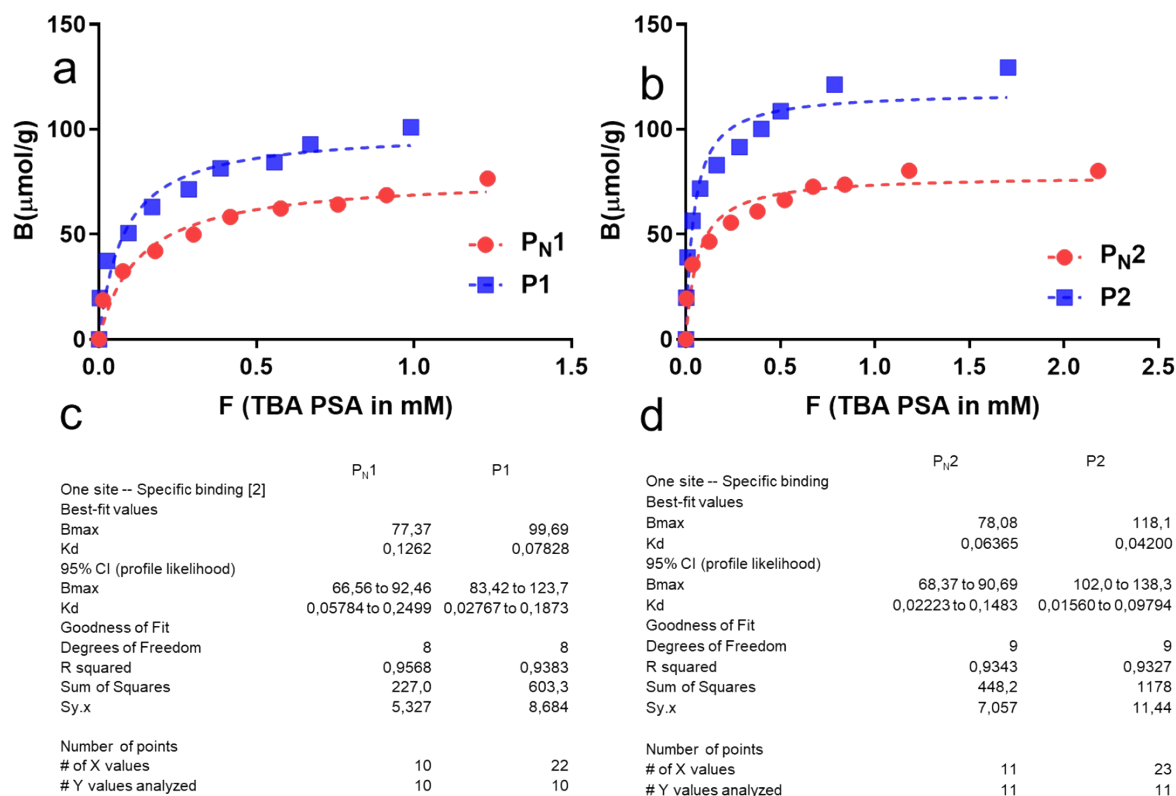 a
150
100
50
0
B(μmol/g)
0.0 0.5 1.0 1.5
F (TBA PSA in mM)
PN1
P1
b
150
100
50
0
B(μmol/g)
0.0 0.5 1.0 1.5 2.0 2.5
F (TBA PSA in mM)
PN2
P2
c
PN1 P1
One site -- Specific binding [2]
Best-fit values
Bmax 77,37 99,69
Kd 0,1262 0,07828
95% CI (profile likelihood)
Bmax 66,56 to 92,46 83,42 to 123,7
Kd 0,05784 to 0,2499 0,02767 to 0,1873
Goodness of Fit
Degrees of Freedom 8 8
R squared 0,9568 0,9383
Sum of Squares 227,0 603,3
Sy.x 5,327 8,684
Number of points
# of X values 10 22
# Y values analyzed 10 10
d
PN2 P2
One site -- Specific binding
Best-fit values
Bmax 78,08 118,1
Kd 0,06365 0,04200
95% CI (profile likelihood)
Bmax 68,37 to 90,69 102,0 to 138,3
Kd 0,02223 to 0,1483 0,01560 to 0,09794
Goodness of Fit
Degrees of Freedom 9 9
R squared 0,9343 0,9327
Sum of Squares 448,2 1178
Sy.x 7,057 11,44
Number of points
# of X values 11 23
# Y values analyzed 11 11